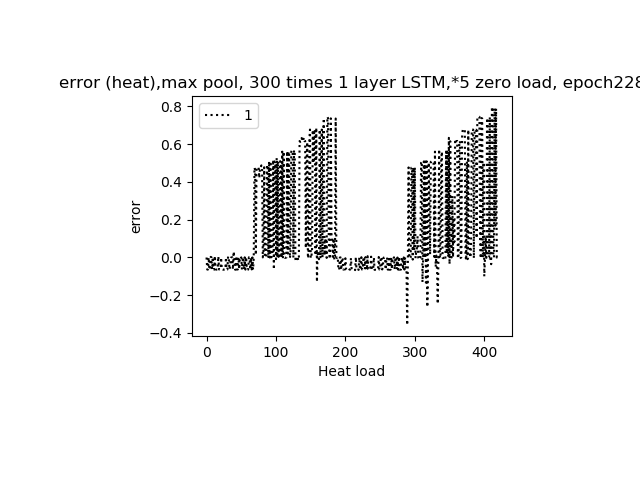 error (heat),max pool, 300 times 1 layer LSTM,*5 zero load, epoch228
1
0.8
0.6
0.4
0.2
0.0
−0.2
−0.4
error
0 100 200 300 400
Heat load